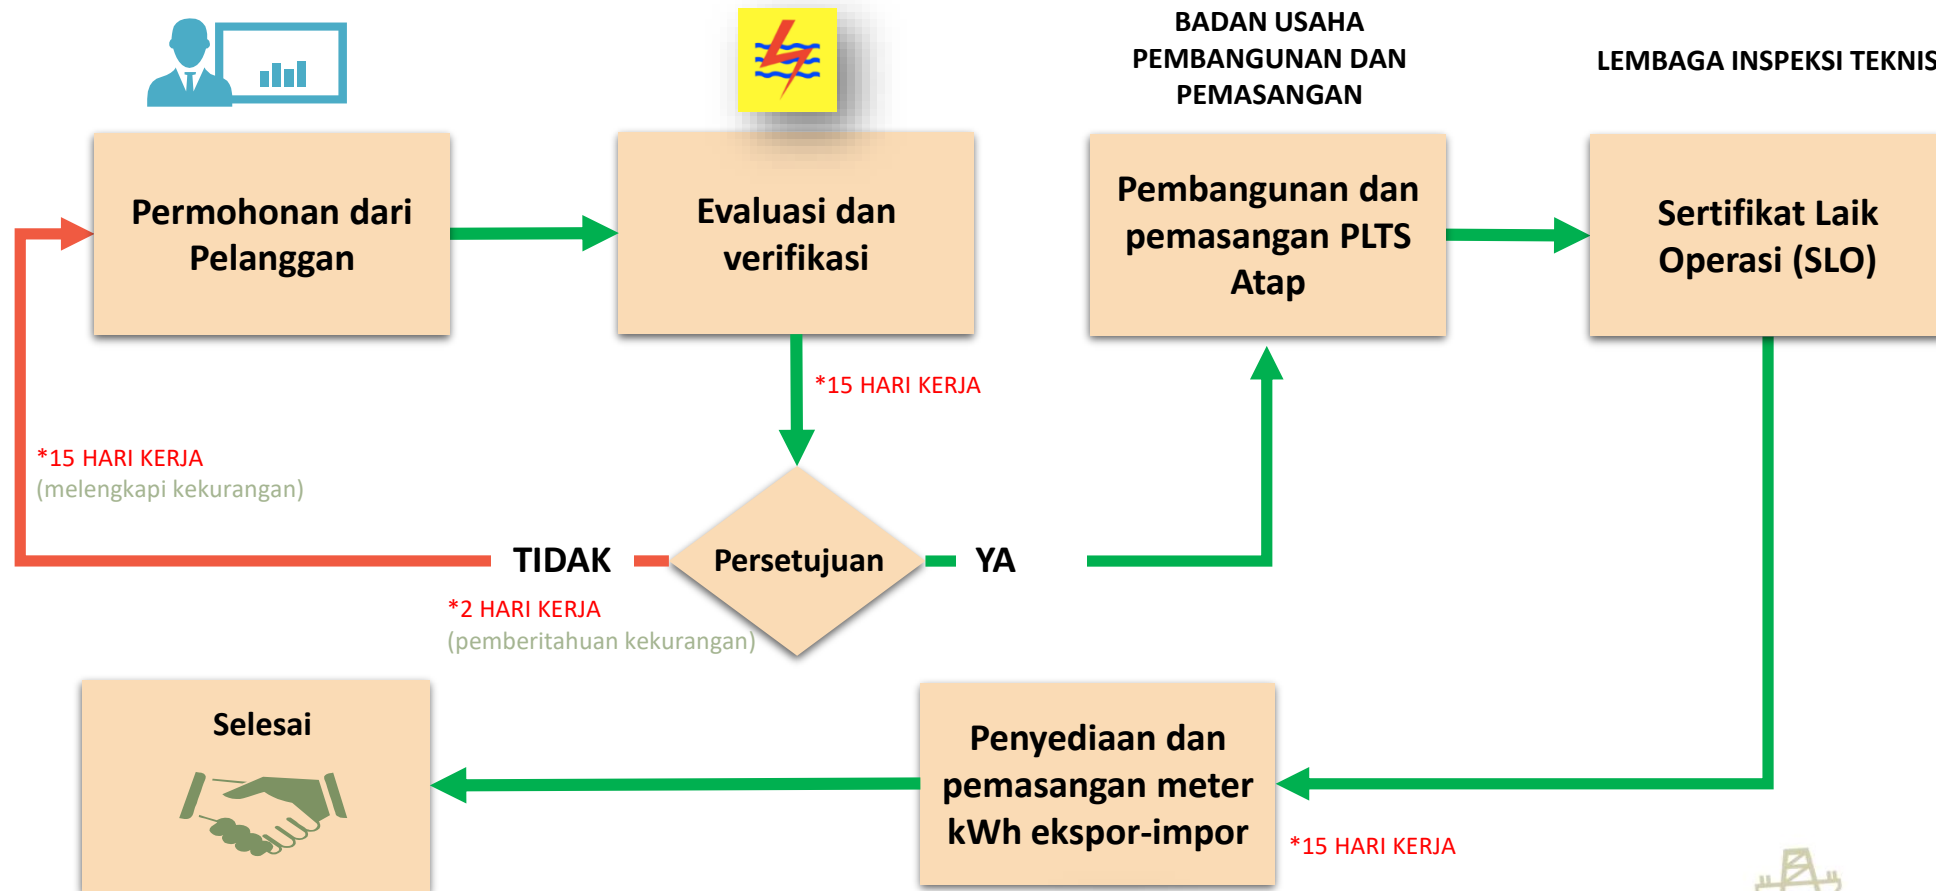 BADAN USAHA
PEMBANGUNAN DAN
PEMASANGAN
LEMBAGA INSPEKSI TEKNIS
Permohonan dari
Pelanggan
Evaluasi dan
verifikasi
Pembangunan dan
pemasangan PLTS
Atap
Sertifikat Laik
Operasi (SLO)
*15 HARI KERJA
*15 HARI KERJA
(melengkapi kekurangan)
TIDAK
Persetujuan
YA
*2 HARI KERJA
(pemberitahuan kekurangan)
Selesai
Penyediaan dan
pemasangan meter
kWh ekspor-impor
*15 HARI KERJA